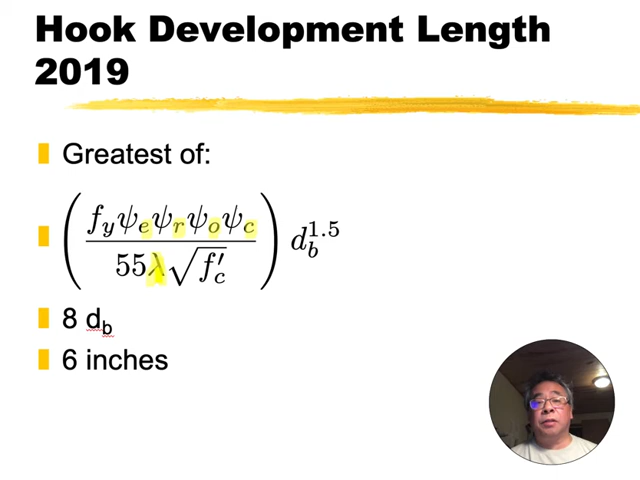 Hook Development Length
2019
Greatest of:
(f_y ψ_e ψ_r ψ_o ψ_c / 55λ√f'_c) d_b^1.5
8 d_b
6 inches